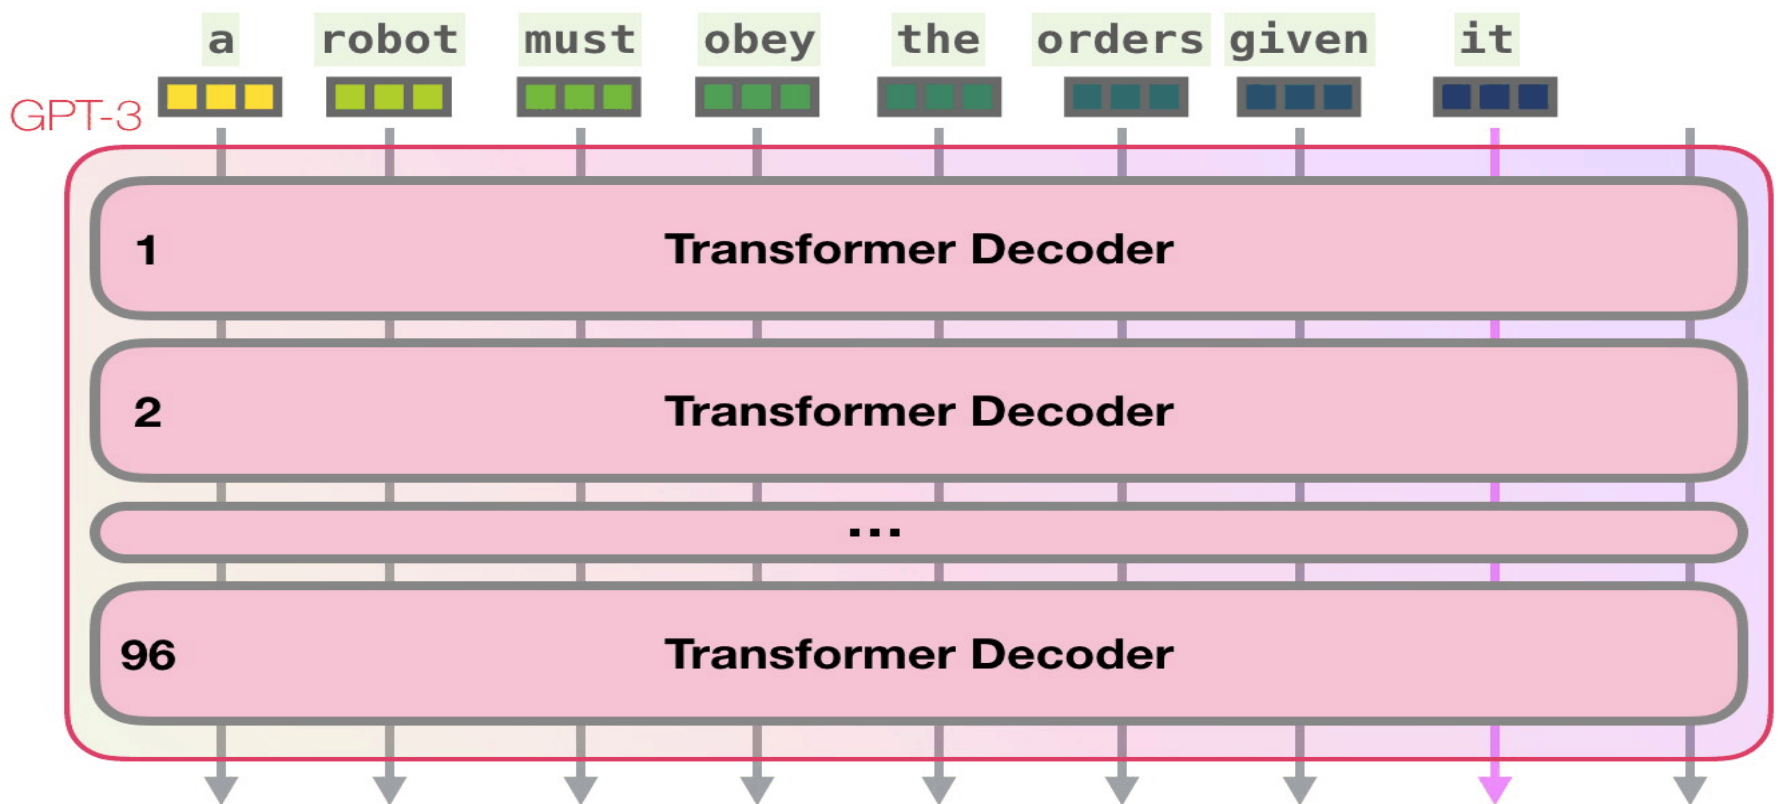 a robot must obey the orders given it
GPT-3
1 Transformer Decoder
2 Transformer Decoder
...
96 Transformer Decoder